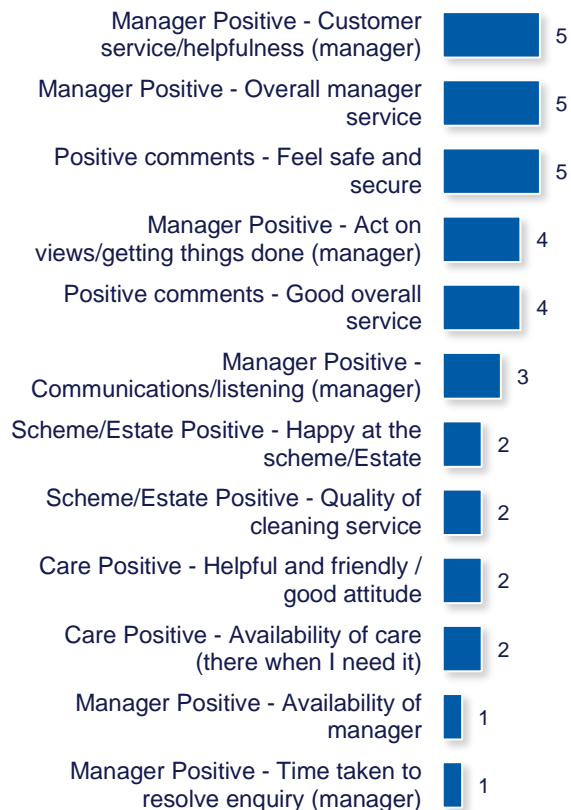 Manager Positive - Customer
service/helpfulness (manager)
5
Manager Positive - Overall manager
service
5
Positive comments - Feel safe and
secure
5
Manager Positive - Act on
views/getting things done (manager)
4
Positive comments - Good overall
service
4
Manager Positive -
Communications/listening (manager)
3
Scheme/Estate Positive - Happy at the
scheme/Estate
2
Scheme/Estate Positive - Quality of
cleaning service
2
Care Positive - Helpful and friendly /
good attitude
2
Care Positive - Availability of care
(there when I need it)
2
Manager Positive - Availability of
manager
1
Manager Positive - Time taken to
resolve enquiry (manager)
1